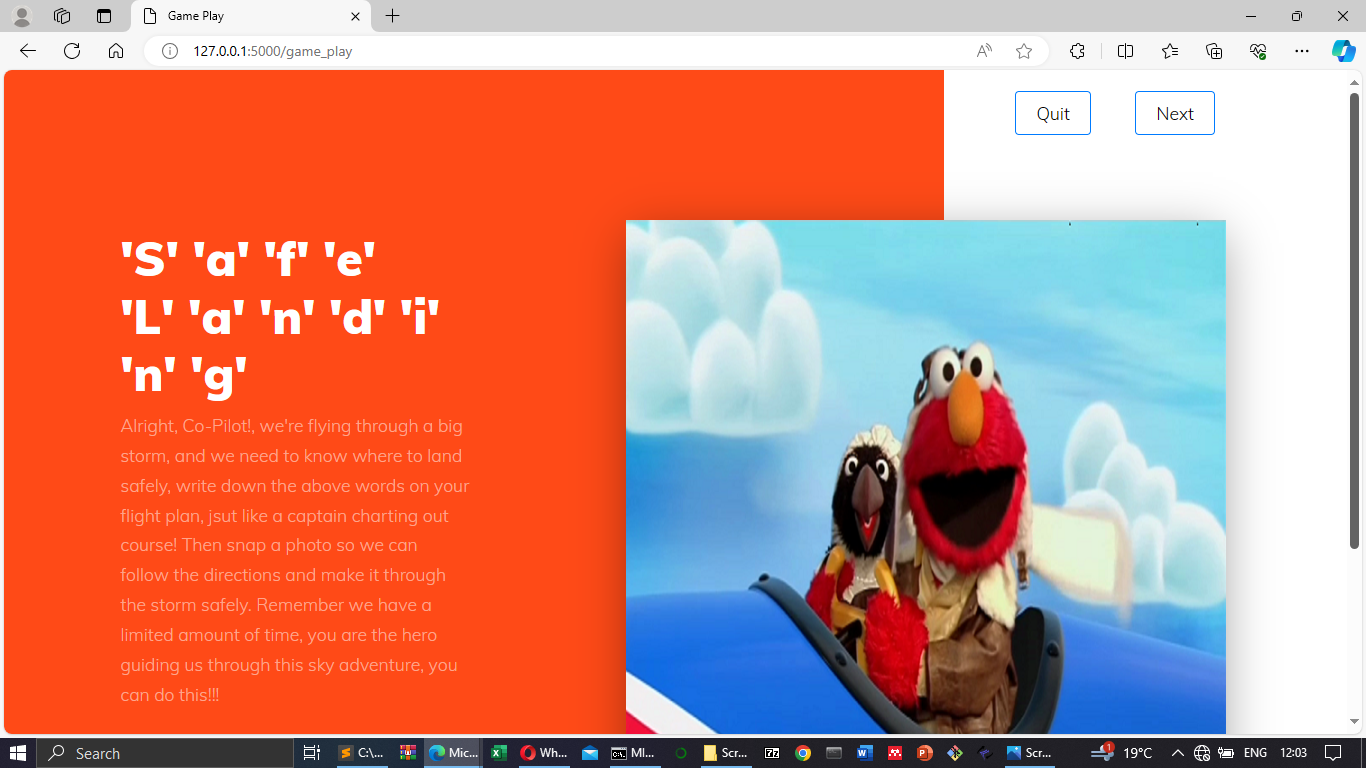 Game Play
127.0.0.1:5000/game_play
Quit
Next
'S' 'a' 'f' 'e'
'L' 'a' 'n' 'd' 'i'
'n' 'g'
Alright, Co-Pilot!, we're flying through a big
storm, and we need to know where to land
safely, write down the above words on your
flight plan, jsut like a captain charting out
course! Then snap a photo so we can
follow the directions and make it through
the storm safely. Remember we have a
limited amount of time, you are the hero
guiding us through this sky adventure, you
can do this!!!
Search
C:\...
Mic...
Wh...
MI...
Scr...
Scr...
1
19°C
ENG
12:03